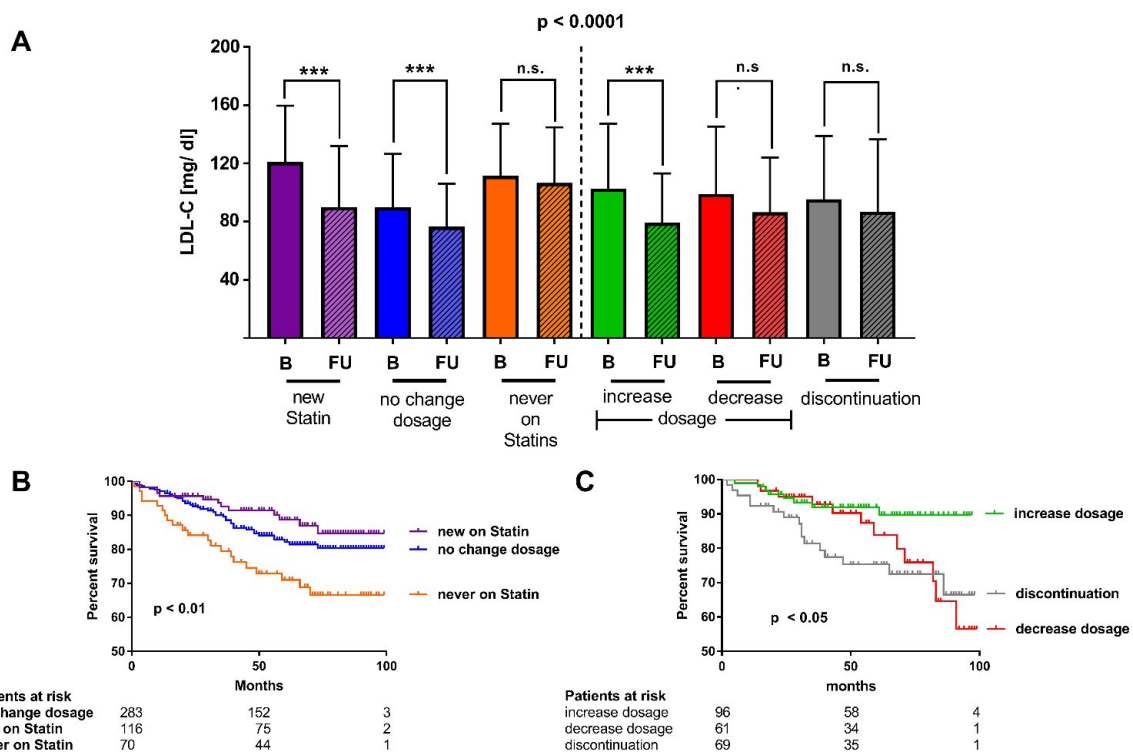 p < 0.0001
A
200
160
120
80
40
LDL-C [mg/ dl]
*** *** n.s. *** n.s n.s.
B FU B FU B FU B FU B FU B FU
new
Statin
no change
dosage
never
on
Statins
increase
decrease
dosage
discontinuation
B
100
90
80
70
60
50
Percent survival
p < 0.01
0 50 100
Months
new on Statin
no change dosage
never on Statin
ents at risk
change dosage 283 152 3
on Statin 116 75 2
er on Statin 70 44 1
C
100
90
80
70
60
50
Percent survival
p < 0.05
0 50 100
months
increase dosage
discontinuation
decrease dosage
Patients at risk
increase dosage 96 58 4
decrease dosage 61 34 1
discontinuation 69 35 1